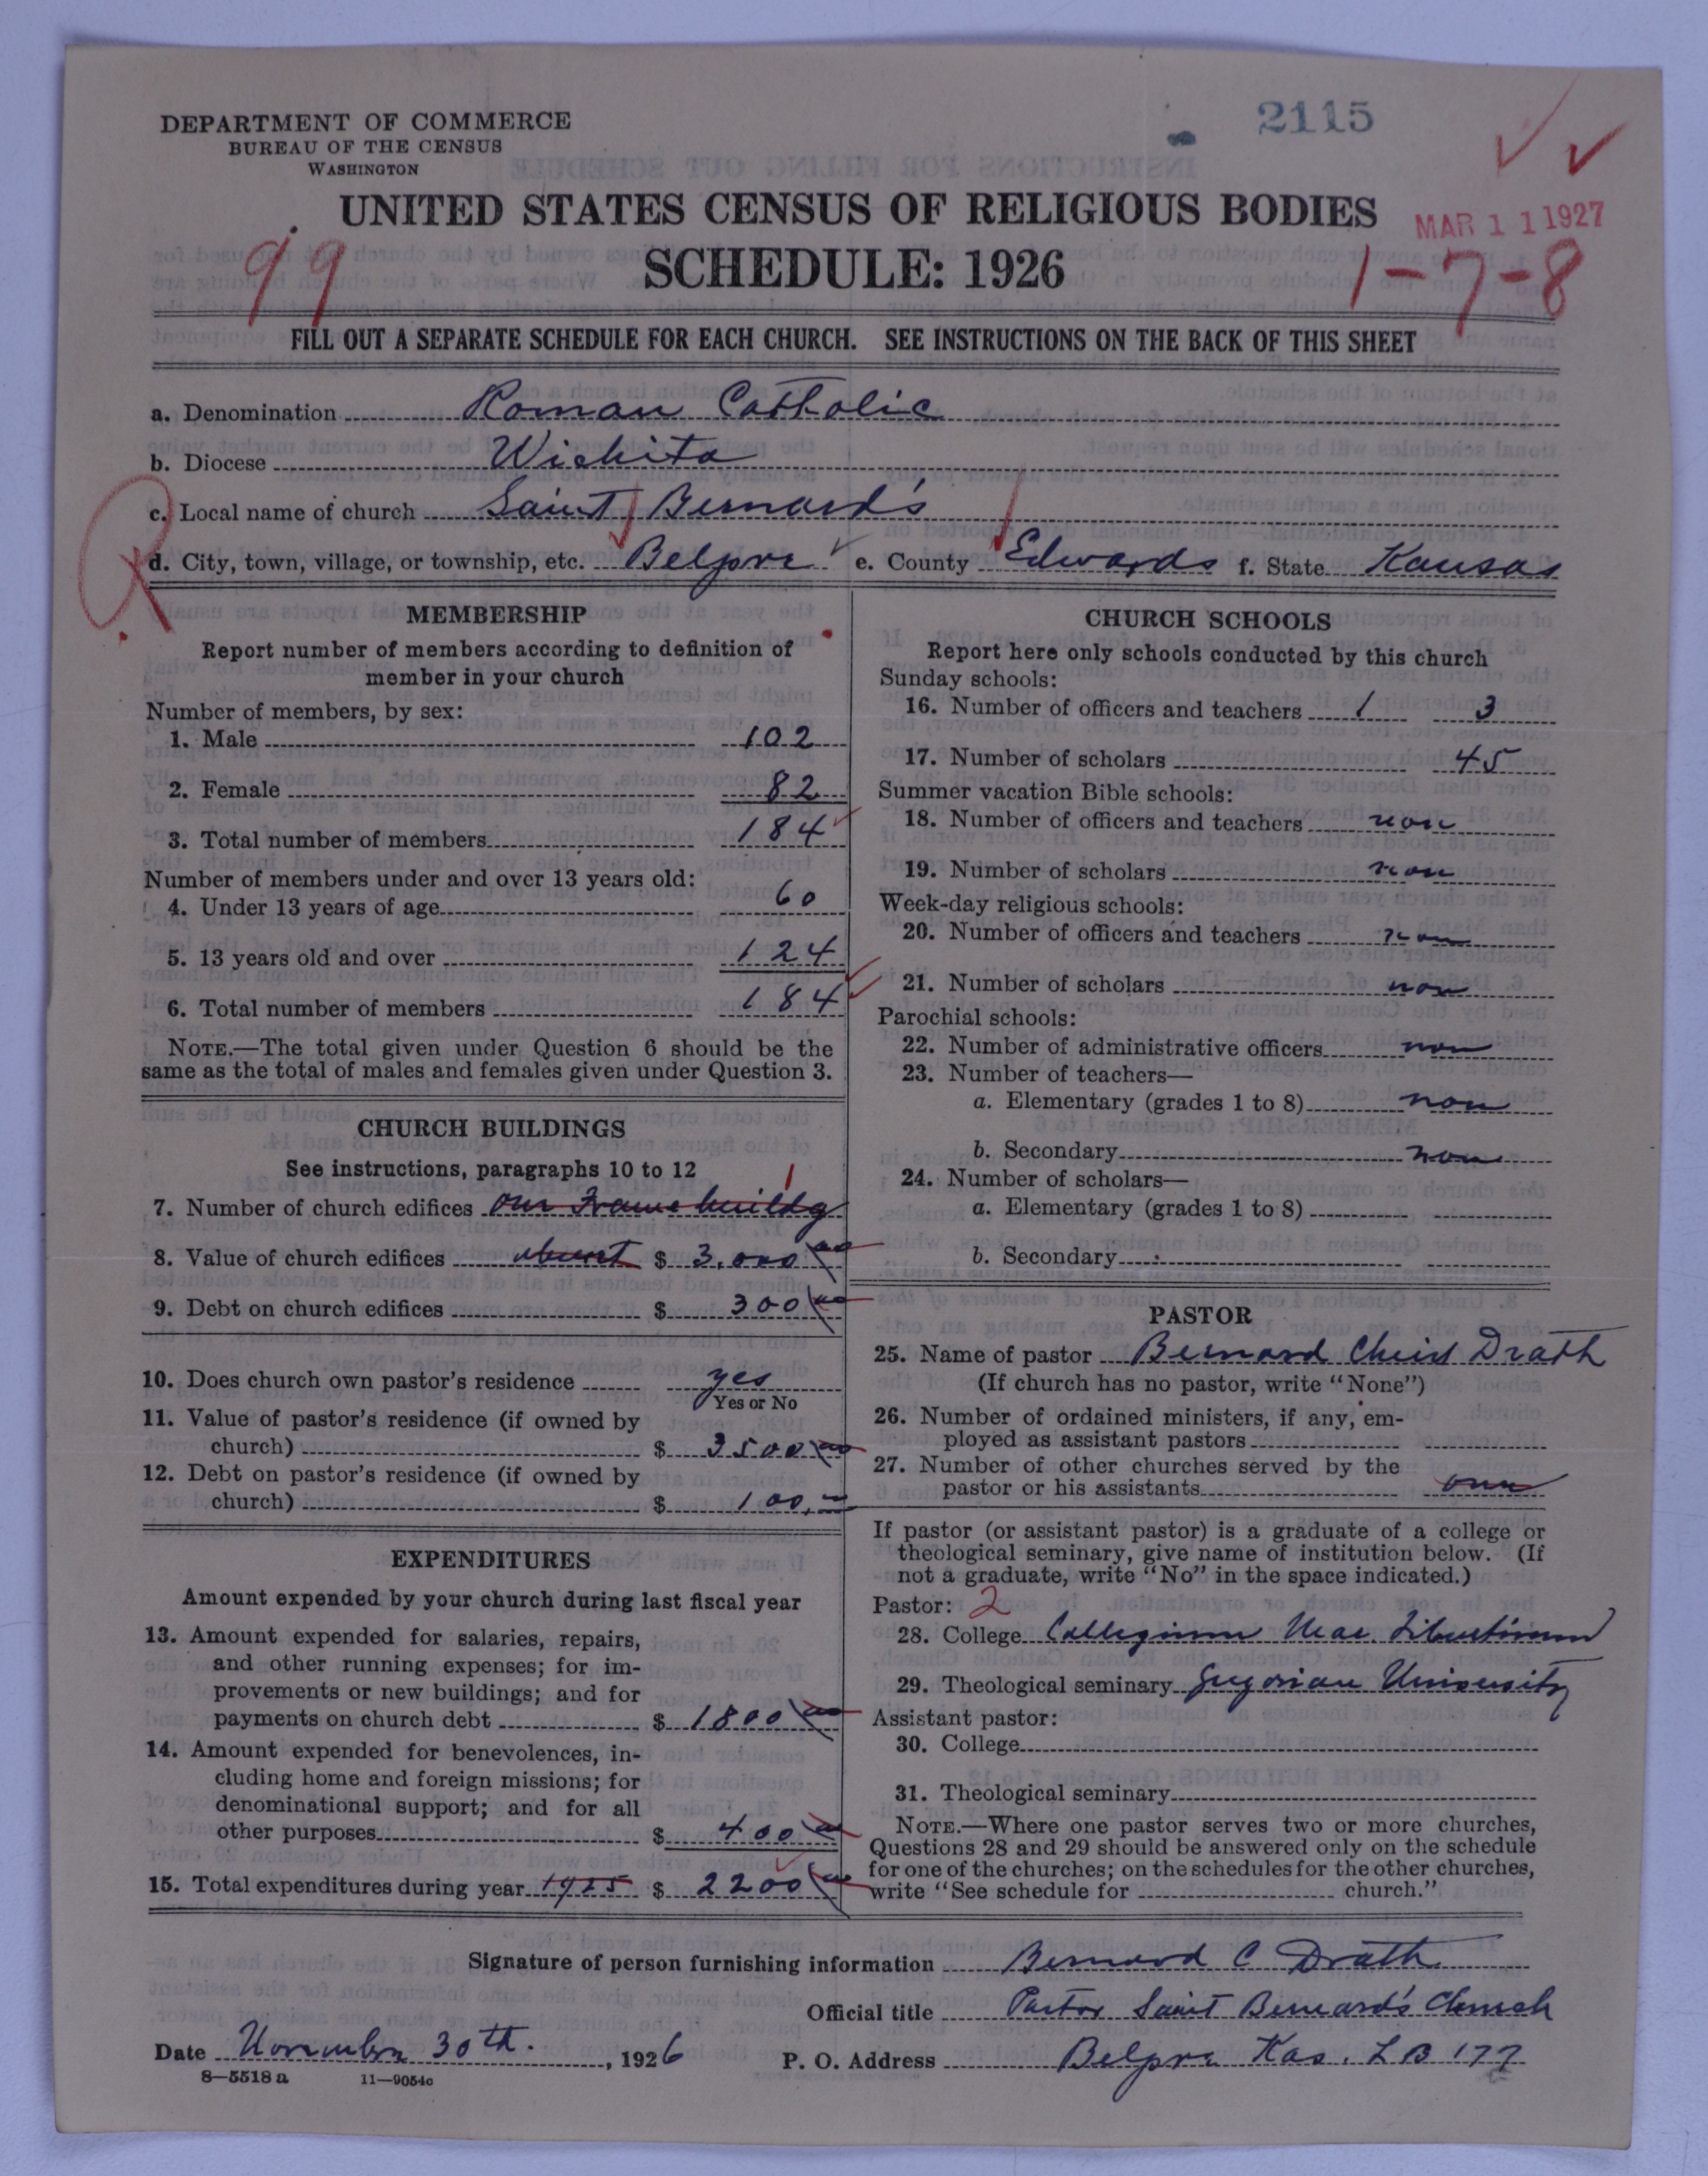 2115
DEPARTMENT OF COMMERCE
BUREAU OF THE CENSUS
WASHINGTON
UNITED STATES CENSUS OF RELIGIOUS BODIES
MAR 11 1927
99
SCHEDULE: 1926
1-7-8
FILL OUT A SEPARATE SCHEDULE FOR EACH CHURCH. SEE INSTRUCTIONS ON THE BACK OF THIS SHEET
a. Denomination Roman Catholic
b. Diocese Wichita
c. Local name of church Saint Bernard's
d. City, town, village, or township, etc. Belpre e. County Edwards f. State Kansas
MEMBERSHIP
Report number of members according to definition of
member in your church
Number of members, by sex:
1. Male 102
2. Female 82
3. Total number of members 184
Number of members under and over 13 years old:
4. Under 13 years of age 60
5. 13 years old and over 124
6. Total number of members 184
NOTE.—The total given under Question 6 should be the
same as the total of males and females given under Question 3.
CHURCH BUILDINGS
See instructions, paragraphs 10 to 12
1
7. Number of church edifices our Frame buildg
8. Value of church edifices about $ 3,000 00
9. Debt on church edifices $ 300 00
10. Does church own pastor's residence yes
Yes or No
11. Value of pastor's residence (if owned by
church) $ 3500 00
12. Debt on pastor's residence (if owned by
church) $ 100,—
EXPENDITURES
Amount expended by your church during last fiscal year
13. Amount expended for salaries, repairs,
and other running expenses; for im-
provements or new buildings; and for
payments on church debt $ 1800 00
14. Amount expended for benevolences, in-
cluding home and foreign missions; for
denominational support; and for all
other purposes $ 400 00
15. Total expenditures during year 1925 $ 2200 00
CHURCH SCHOOLS
Report here only schools conducted by this church
Sunday schools:
16. Number of officers and teachers 1 3
17. Number of scholars 45
Summer vacation Bible schools:
18. Number of officers and teachers non
19. Number of scholars non
Week-day religious schools:
20. Number of officers and teachers non
21. Number of scholars non
Parochial schools:
22. Number of administrative officers non
23. Number of teachers—
a. Elementary (grades 1 to 8) non
b. Secondary non
24. Number of scholars—
a. Elementary (grades 1 to 8)
b. Secondary
PASTOR
25. Name of pastor Bernard Drath
(If church has no pastor, write "None")
26. Number of ordained ministers, if any, em-
ployed as assistant pastors
27. Number of other churches served by the
pastor or his assistants
If pastor (or assistant pastor) is a graduate of a college or
theological seminary, give name of institution below. (If
not a graduate, write "No" in the space indicated.)
Pastor: 2
28. College Collegium
29. Theological seminary Gregorian University
Assistant pastor:
30. College
31. Theological seminary
NOTE.—Where one pastor serves two or more churches,
Questions 28 and 29 should be answered only on the schedule
for one of the churches; on the schedules for the other churches,
write "See schedule for church."
Signature of person furnishing information Bernard C Drath
Official title Pastor Saint Bernard's Church
Date November 30th. , 1926 P. O. Address Belpre Kas. L B 177
8—5518 a 11—9054c